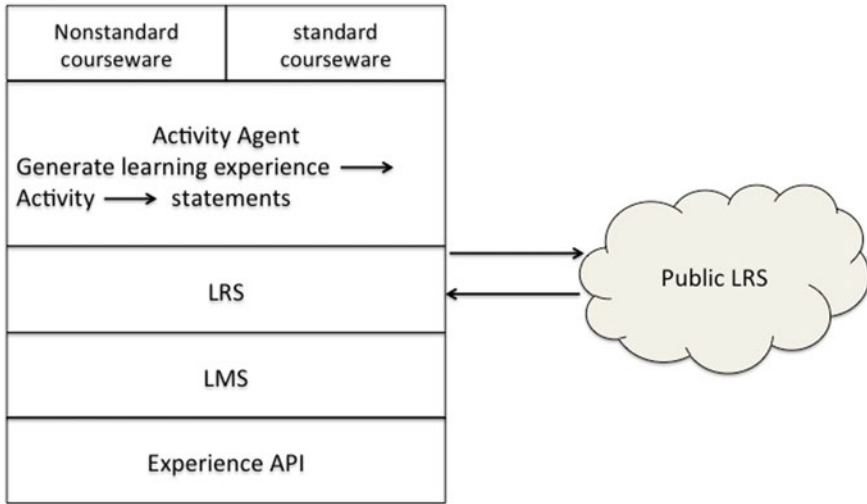 Nonstandard
courseware
standard
courseware
Activity Agent
Generate learning experience →
Activity → statements
LRS
LMS
Experience API
Public LRS